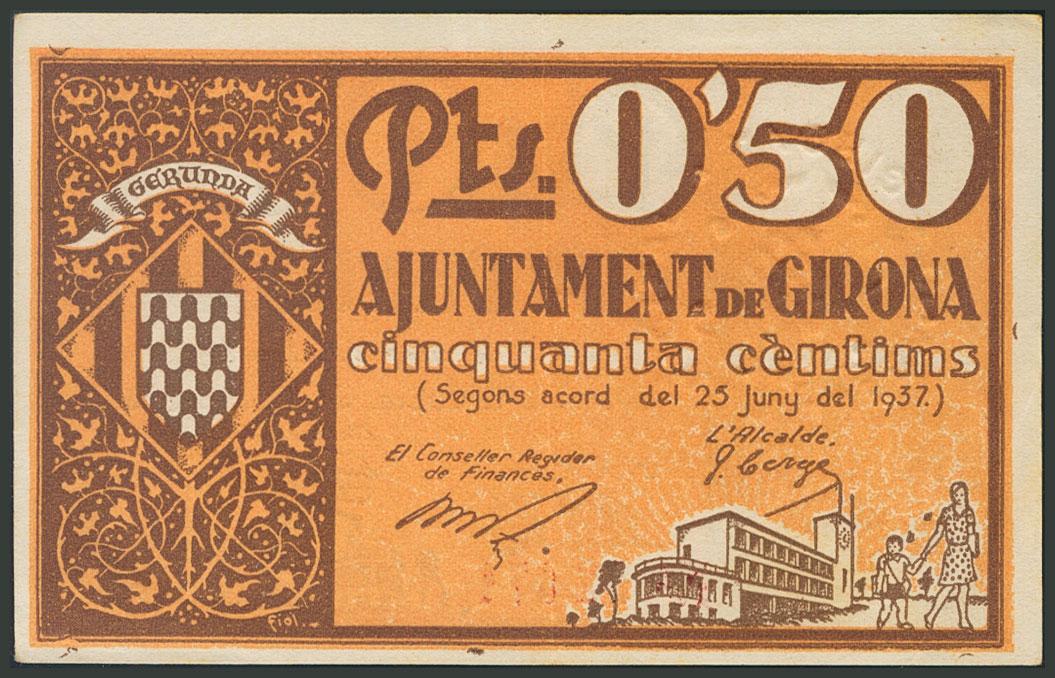 GERUNDA
Pts. 0'50
AJUNTAMENT DE GIRONA
cinquanta cèntims
(Segons acord del 25 Juny del 1937.)
L'Alcalde.
El Conseller Regidor
de Finances.
Fiol